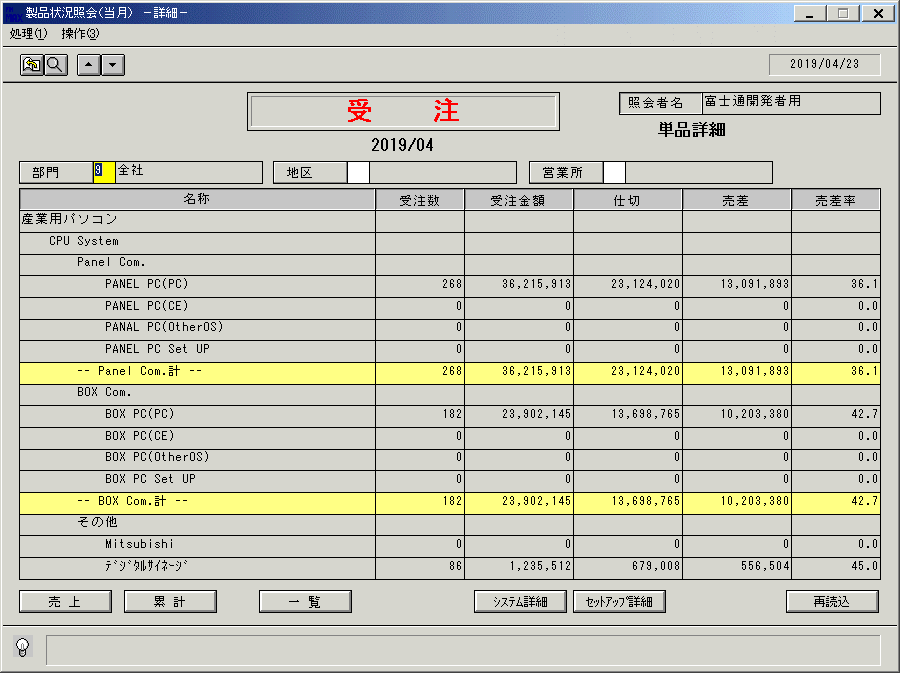 製品状況照会(当月) －詳細－
処理(1) 操作(3)
2019/04/23
受 注
照会者名 富士通開発者用
2019/04
単品詳細
部門 9 全社 地区 営業所
名称 受注数 受注金額 仕切 売差 売差率
産業用パソコン
CPU System
Panel Com.
PANEL PC(PC) 268 36,215,913 23,124,020 13,091,893 36.1
PANEL PC(CE) 0 0 0 0 0.0
PANAL PC(OtherOS) 0 0 0 0 0.0
PANEL PC Set UP 0 0 0 0 0.0
-- Panel Com.計 -- 268 36,215,913 23,124,020 13,091,893 36.1
BOX Com.
BOX PC(PC) 182 23,902,145 13,698,765 10,203,380 42.7
BOX PC(CE) 0 0 0 0 0.0
BOX PC(OtherOS) 0 0 0 0 0.0
BOX PC Set UP 0 0 0 0 0.0
-- BOX Com.計 -- 182 23,902,145 13,698,765 10,203,380 42.7
その他
Mitsubishi 0 0 0 0 0.0
ﾃﾞｼﾞﾀﾙｻｲﾈｰｼﾞ 86 1,235,512 679,008 556,504 45.0
売 上 累 計 一 覧 ｼｽﾃﾑ詳細 ｾｯﾄｱｯﾌﾟ詳細 再読込